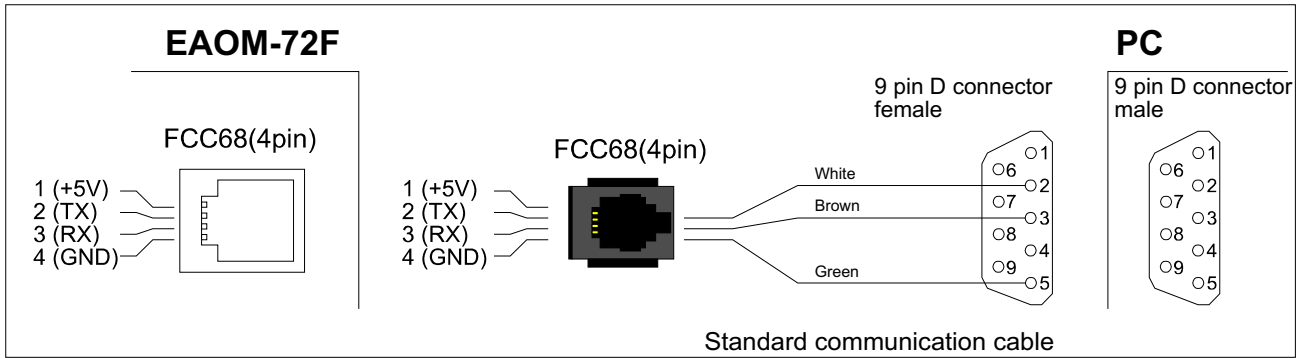 EAOM-72F
FCC68(4pin)
1 (+5V)
2 (TX)
3 (RX)
4 (GND)
FCC68(4pin)
1 (+5V)
2 (TX)
3 (RX)
4 (GND)
White
Brown
Green
9 pin D connector
female
1
6
2
7
3
8
4
9
5
PC
9 pin D connector
male
1
6
2
7
3
8
4
9
5
Standard communication cable